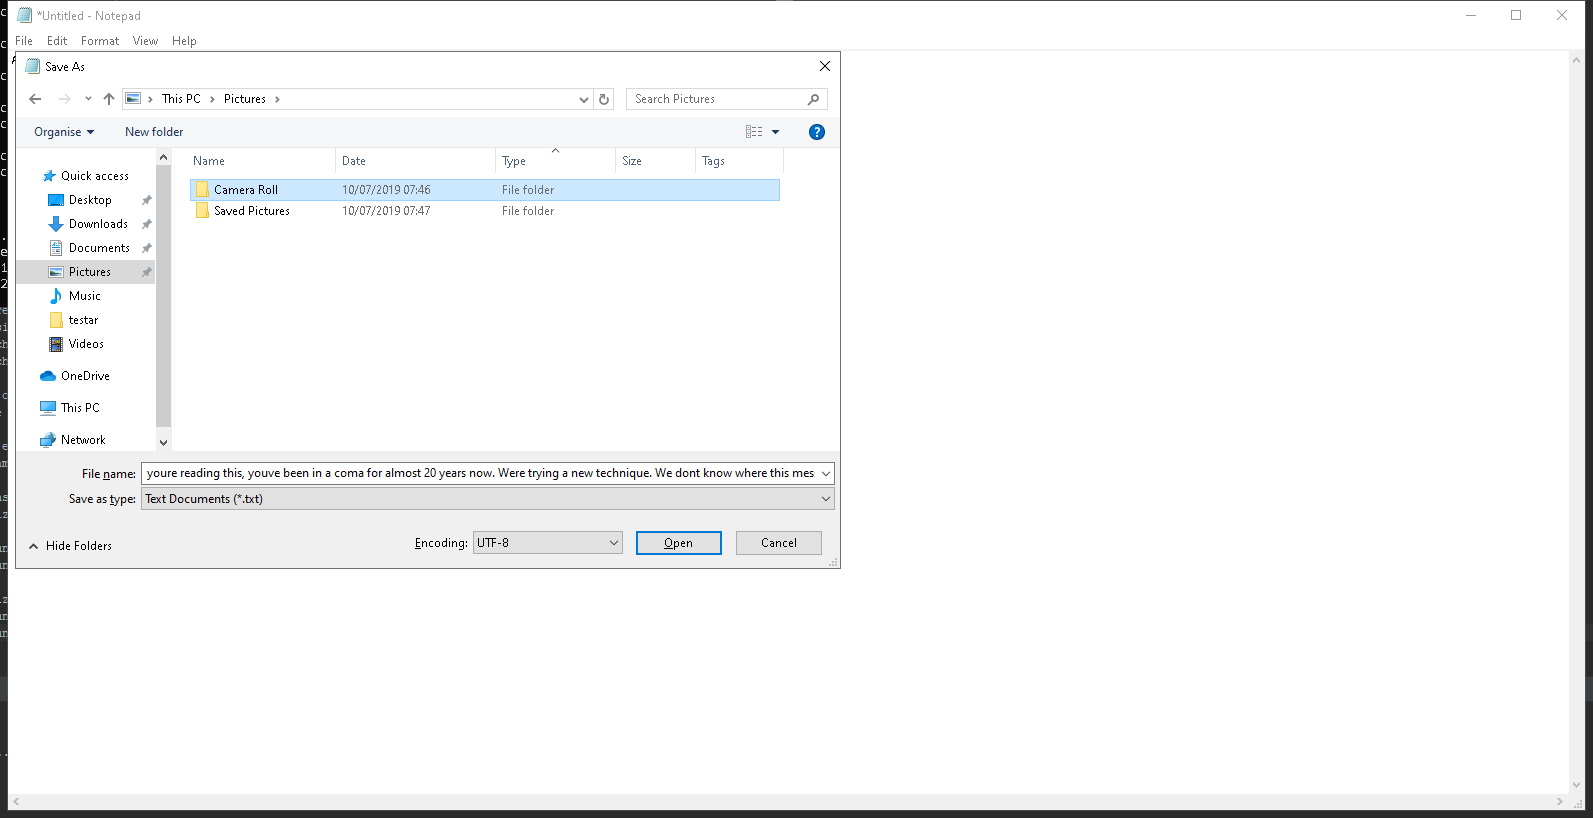 *Untitled - Notepad
File Edit Format View Help
Save As
This PC Pictures
Search Pictures
Organise New folder
Name Date Type Size Tags
Quick access
Camera Roll 10/07/2019 07:46 File folder
Desktop
Saved Pictures 10/07/2019 07:47 File folder
Downloads
Documents
Pictures
Music
testar
Videos
OneDrive
This PC
Network
File name: youre reading this, youve been in a coma for almost 20 years now. Were trying a new technique. We dont know where this mes
Save as type: Text Documents (*.txt)
Hide Folders
Encoding: UTF-8 Open Cancel